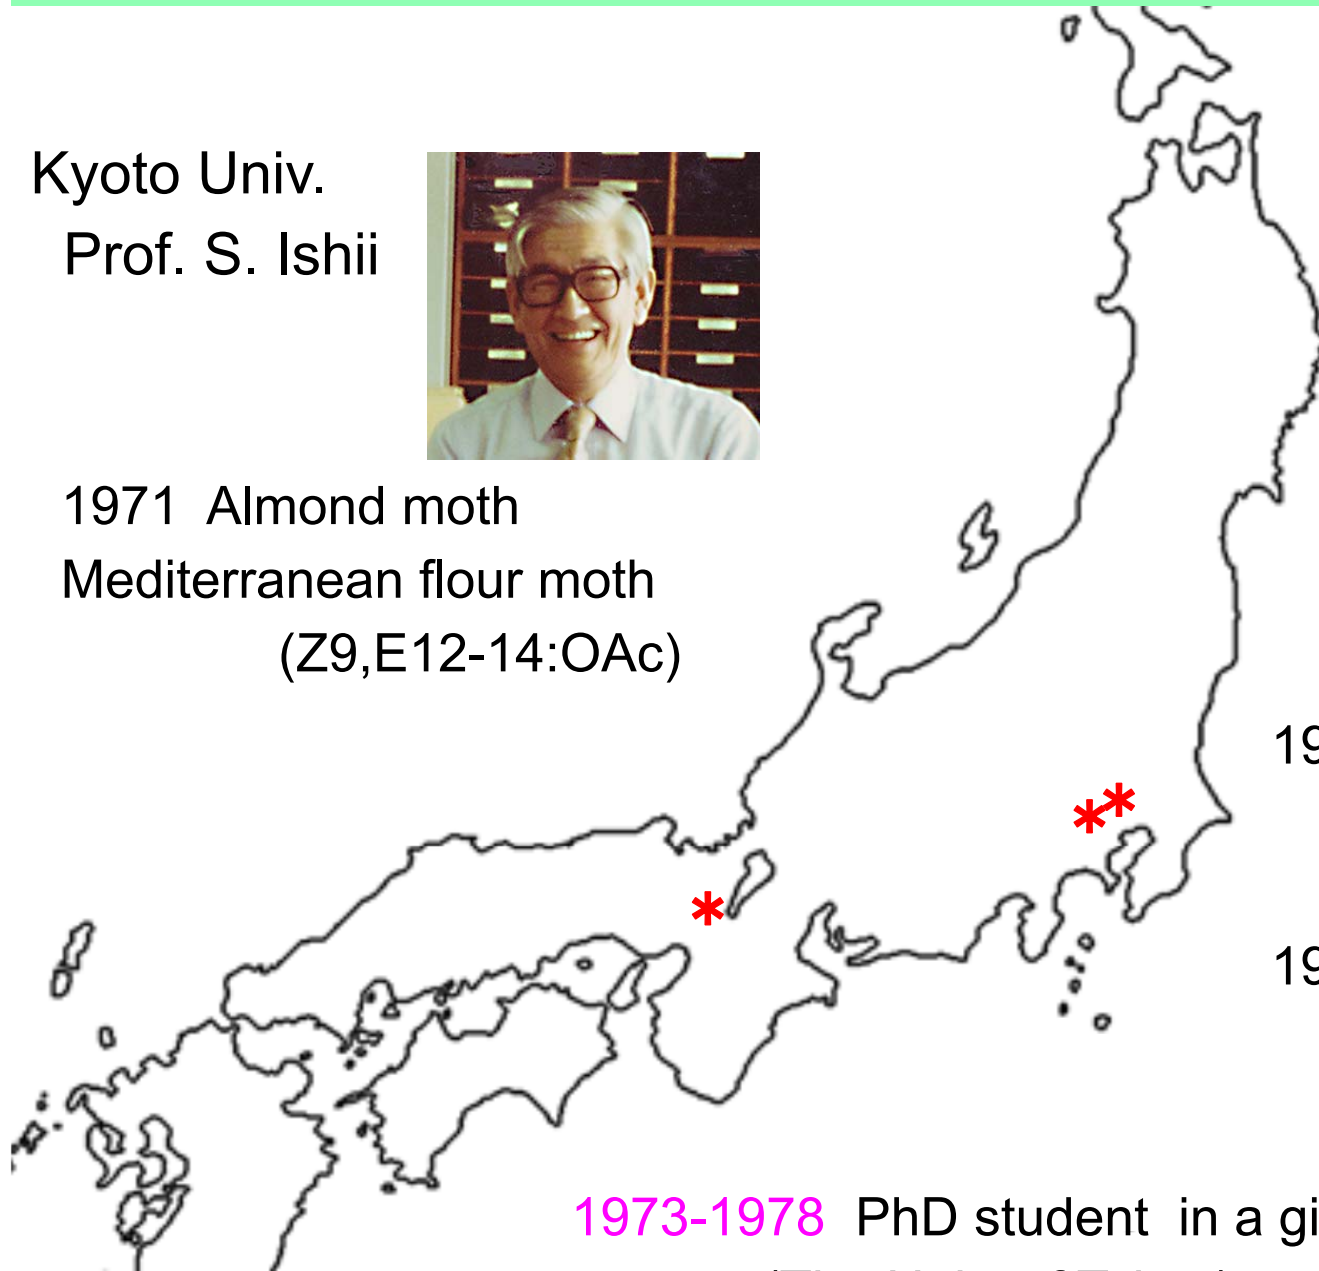 Kyoto Univ.
Prof. S. Ishii
1971 Almond moth
Mediterranean flour moth
(Z9,E12-14:OAc)
19
*
*
*
19
1973-1978 PhD student in a gi